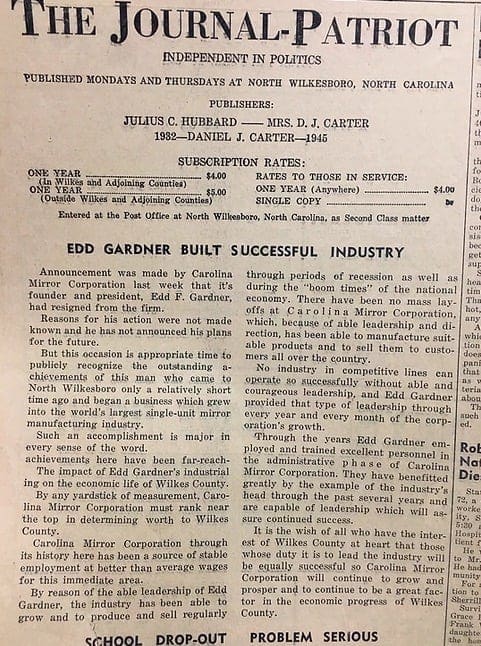 THE JOURNAL-PATRIOT
INDEPENDENT IN POLITICS
PUBLISHED MONDAYS AND THURSDAYS AT NORTH WILKESBORO, NORTH CAROLINA
PUBLISHERS:
JULIUS C. HUBBARD — MRS. D. J. CARTER
1932—DANIEL J. CARTER—1945
SUBSCRIPTION RATES:
ONE YEAR $4.00
(In Wilkes and Adjoining Counties)
ONE YEAR $5.00
(Outside Wilkes and Adjoining Counties)
RATES TO THOSE IN SERVICE:
ONE YEAR (Anywhere) $4.00
SINGLE COPY
Entered at the Post Office at North Wilkesboro, North Carolina, as Second Class matter
EDD GARDNER BUILT SUCCESSFUL INDUSTRY
Announcement was made by Carolina
Mirror Corporation last week that it's
founder and president, Edd F. Gardner,
had resigned from the firm.
Reasons for his action were not made
known and he has not announced his plans
for the future.
But this occasion is appropriate time to
publicly recognize the outstanding a-
chievements of this man who came to
North Wilkesboro only a relatively short
time ago and began a business which grew
into the world's largest single-unit mirror
manufacturing industry.
Such an accomplishment is major in
every sense of the word.
achievements here have been far-reach-
The impact of Edd Gardner's industrial
ing on the economic life of Wilkes County.
By any yardstick of measurement, Caro-
lina Mirror Corporation must rank near
the top in determining worth to Wilkes
County.
Carolina Mirror Corporation through
its history here has been a source of stable
employment at better than average wages
for this immediate area.
By reason of the able leadership of Edd
Gardner, the industry has been able to
grow and to produce and sell regularly
through periods of recession as well as
during the "boom times" of the national
economy. There have been no mass lay-
offs at Carolina Mirror Corporation,
which, because of able leadership and di-
rection, has been able to manufacture suit-
able products and to sell them to custo-
mers all over the country.
No industry in competitive lines can
operate so successfully without able and
courageous leadership, and Edd Gardner
provided that type of leadership through
every year and every month of the corp-
oration's growth.
Through the years Edd Gardner em-
ployed and trained excellent personnel in
the administrative phase of Carolina
Mirror Corporation. They have benefitted
greatly by the example of the industry's
head through the past several years and
are capable of leadership which will as-
sure continued success.
It is the wish of all who have the inter-
est of Wilkes County at heart that those
whose duty it is to lead the industry will
be equally successful so Carolina Mirror
Corporation will continue to grow and
prosper and to continue to be a great fac-
tor in the economic progress of Wilkes
County.
SCHOOL DROP-OUT PROBLEM SERIOUS